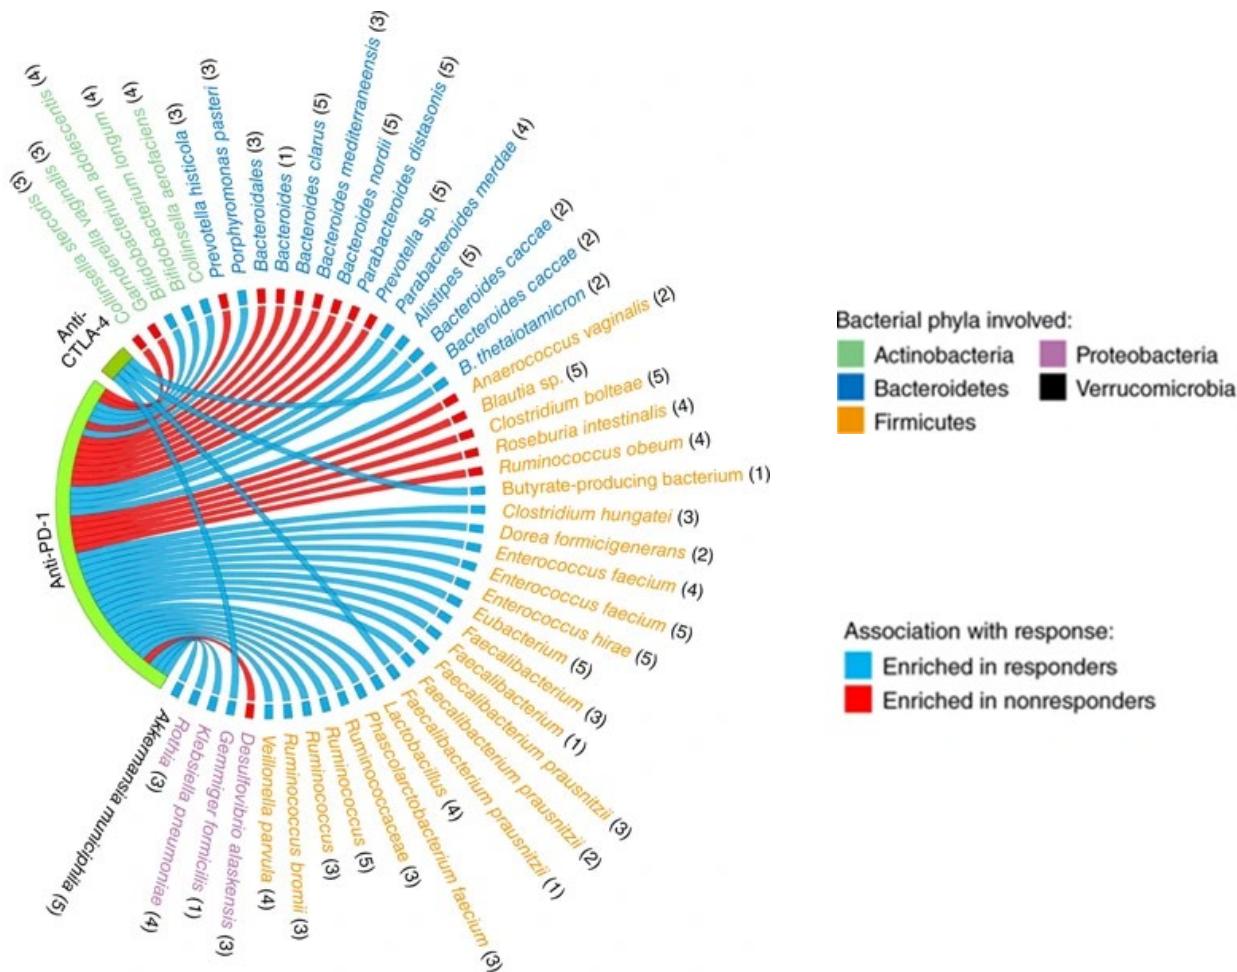 Anti-
CTLA-4
Anti-PD-1
Collinsella stercoris (3)
Garnderella vaginalis (3)
Bifidobacterium adolescentis (4)
Bifidobacterium longum (4)
Collinsella aerofaciens (4)
Prevotella histicola (3)
Porphyromonas pasteri (3)
Bacteroidales (3)
Bacteroides (1)
Bacteroides clarus (5)
Bacteroides mediterraneensis (3)
Bacteroides nordii (5)
Parabacteroides distasonis (5)
Prevotella sp. (5)
Parabacteroides merdae (4)
Alistipes (5)
Bacteroides caccae (2)
Bacteroides caccae (2)
B. thetaiotamicron (2)
Anaerococcus vaginalis (2)
Blautia sp. (5)
Clostridium bolteae (5)
Roseburia intestinalis (4)
Ruminococcus obeum (4)
Butyrate-producing bacterium (1)
Clostridium hungatei (3)
Dorea formicigenerans (2)
Enterococcus faecium (4)
Enterococcus faecium (5)
Enterococcus hirae (5)
Eubacterium (5)
Faecalibacterium (3)
Faecalibacterium (1)
Faecalibacterium prausnitzii (3)
Faecalibacterium prausnitzii (2)
Faecalibacterium prausnitzii (1)
Lactobacillus (4)
Phascolarctobacterium faecium (3)
Ruminococcaceae (3)
Ruminococcus (5)
Ruminococcus (3)
Ruminococcus bromii (3)
Veillonella parvula (4)
Desulfovibrio alaskensis (3)
Gemmiger formicilis (1)
Klebsiella pneumoniae (4)
Rothia (3)
Akkermansia municiphila (5)
Bacterial phyla involved:
Actinobacteria
Proteobacteria
Bacteroidetes
Verrucomicrobia
Firmicutes
Association with response:
Enriched in responders
Enriched in nonresponders